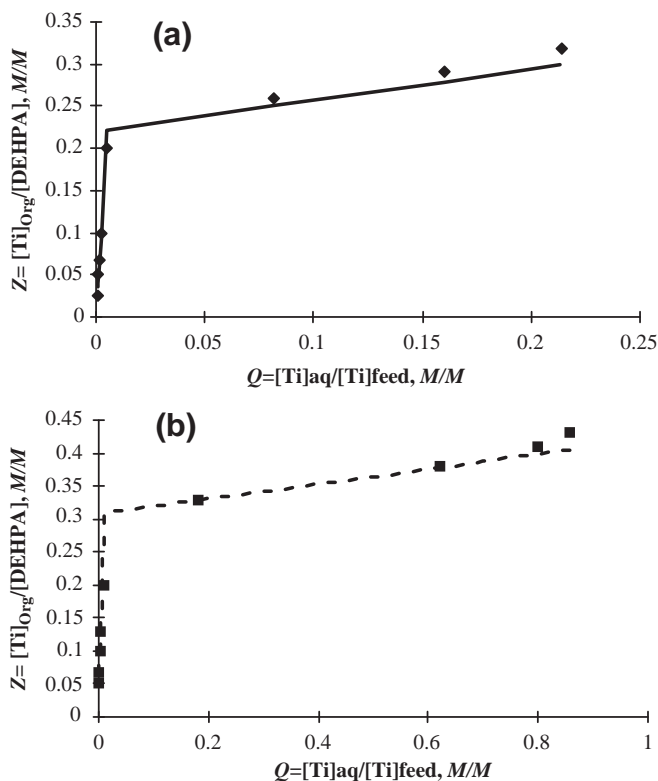 (a)
0.35
0.3
0.25
0.2
0.15
0.1
0.05
0
Z= [Ti]Org/[DEHPA], M/M
0 0.05 0.1 0.15 0.2 0.25
Q=[Ti]aq/[Ti]feed, M/M
(b)
0.45
0.4
0.35
0.3
0.25
0.2
0.15
0.1
0.05
0
Z= [Ti]Org/[DEHPA], M/M
0 0.2 0.4 0.6 0.8 1
Q=[Ti]aq/[Ti]feed, M/M